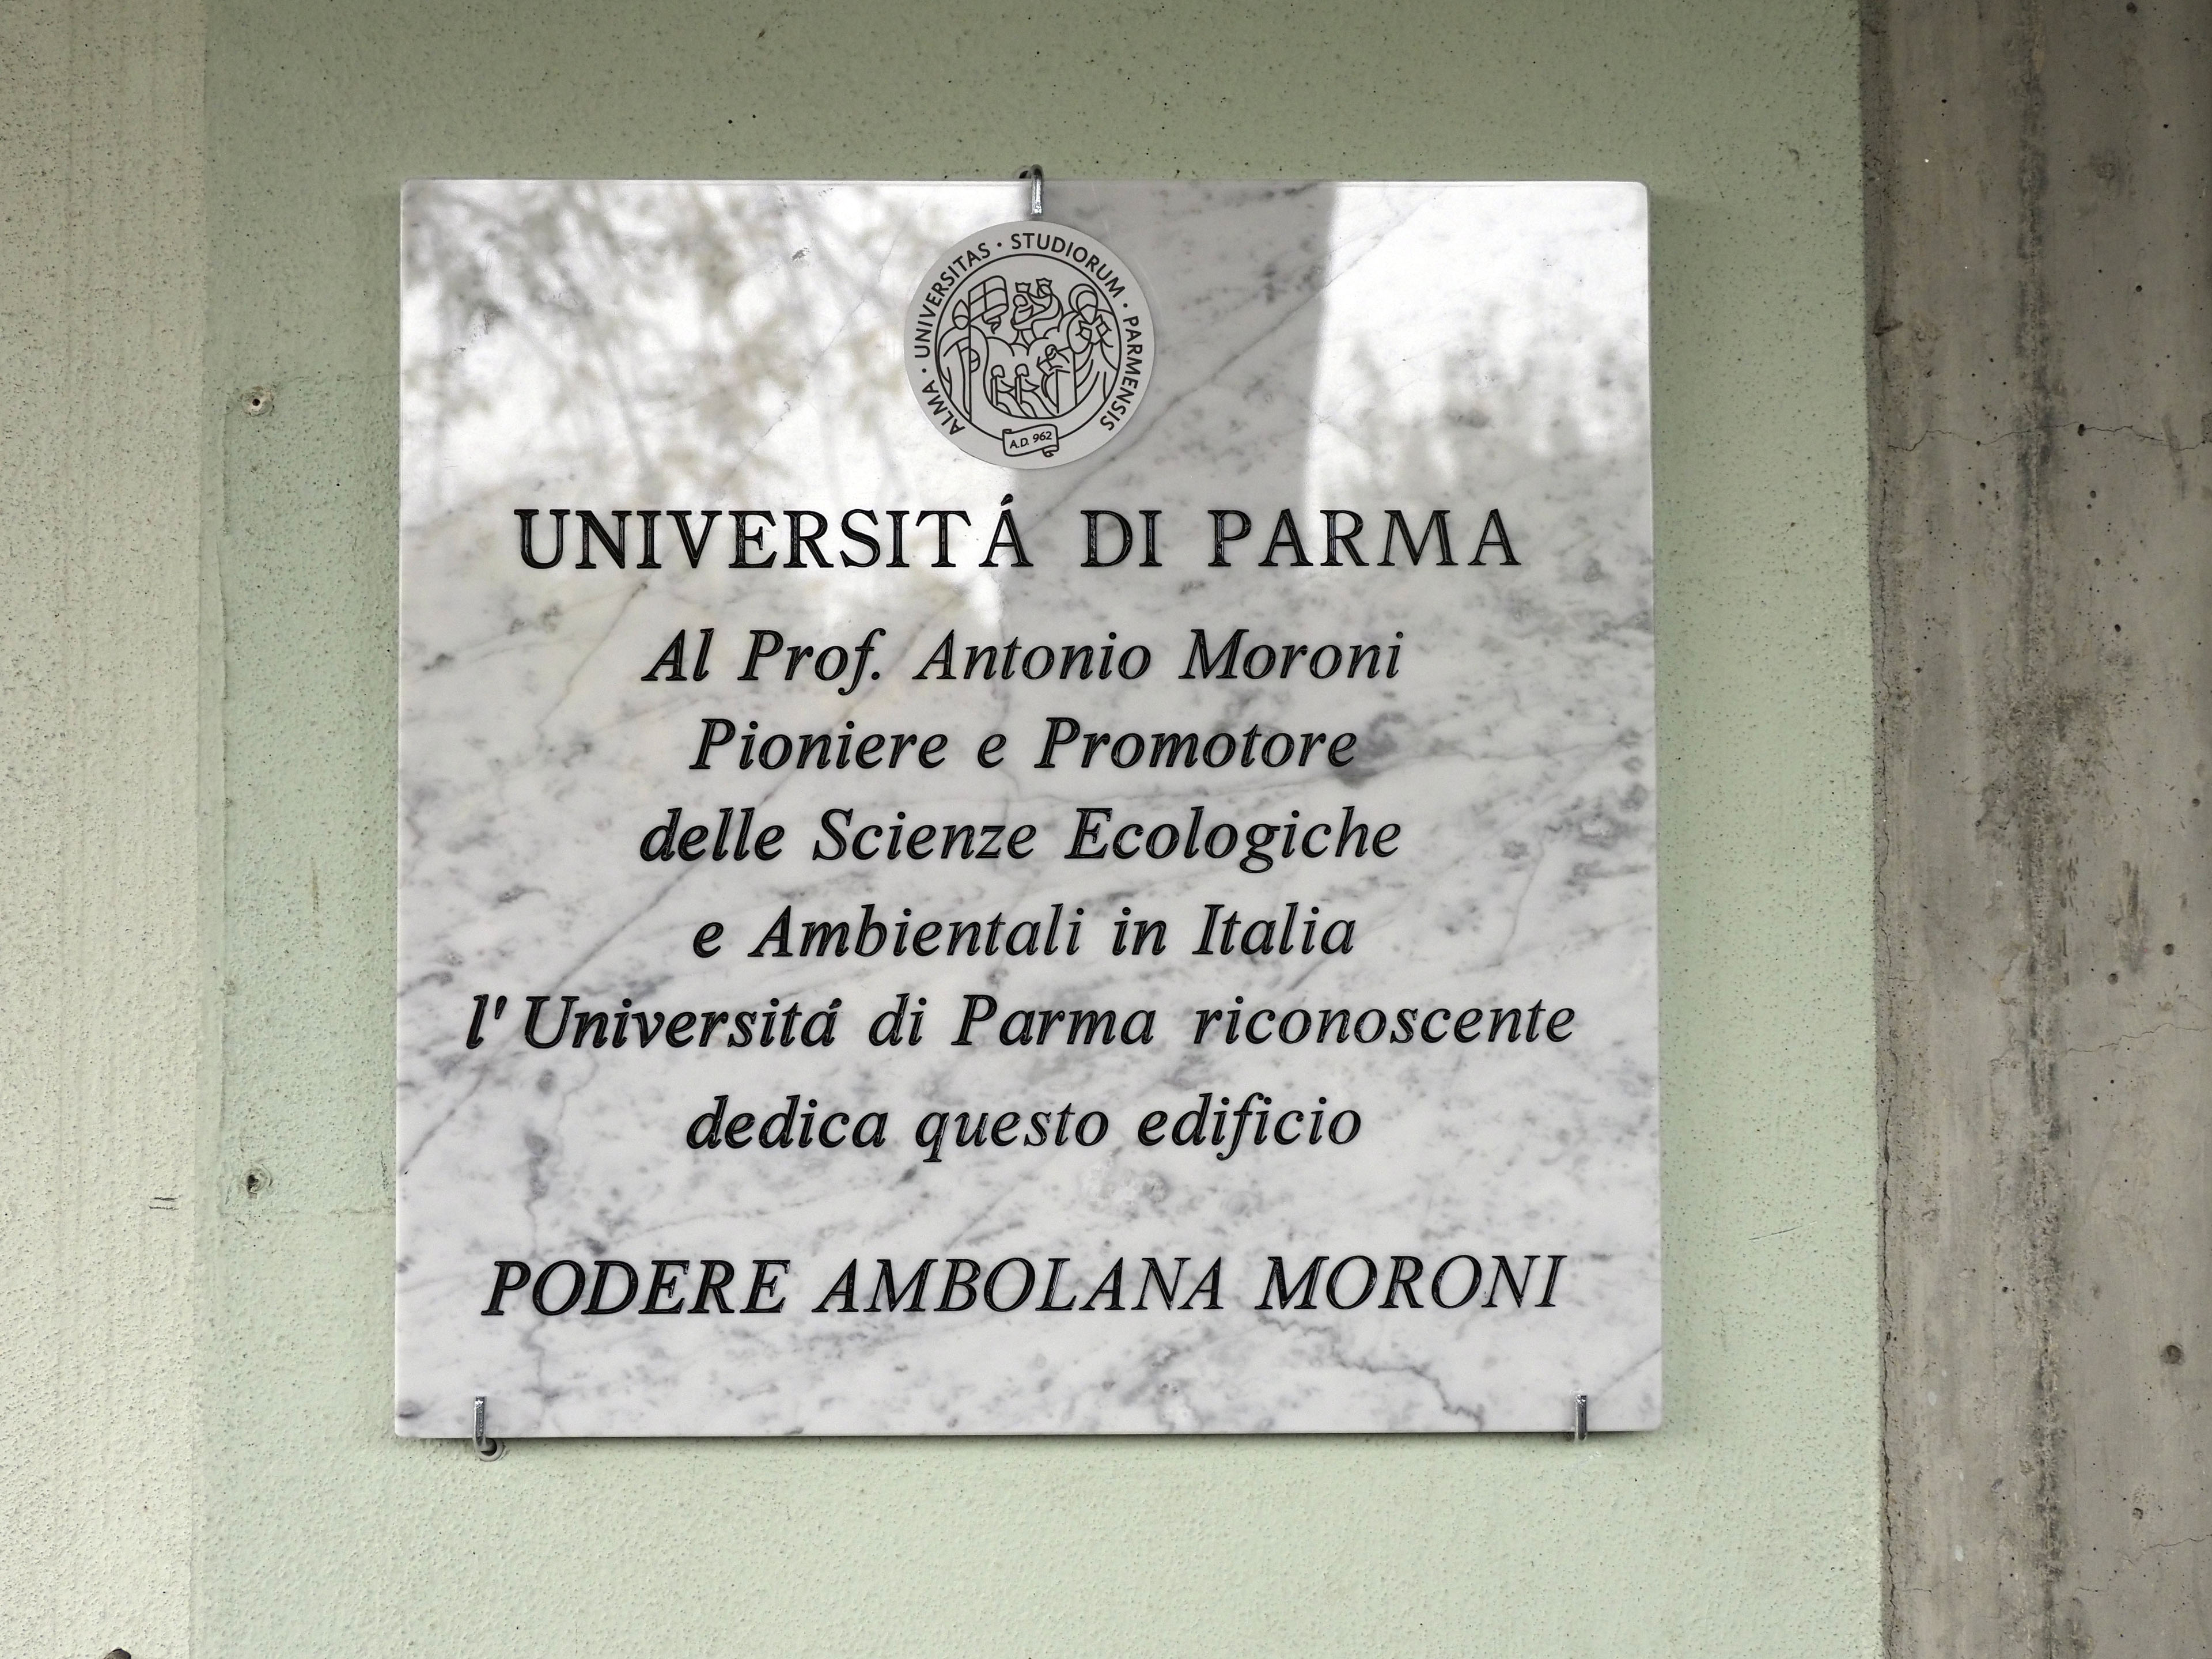 ALMA · UNIVERSITAS · STUDIORUM · PARMENSIS
A.D. 962
UNIVERSITÁ DI PARMA
Al Prof. Antonio Moroni
Pioniere e Promotore
delle Scienze Ecologiche
e Ambientali in Italia
l' Universitá di Parma riconoscente
dedica questo edificio
PODERE AMBOLANA MORONI